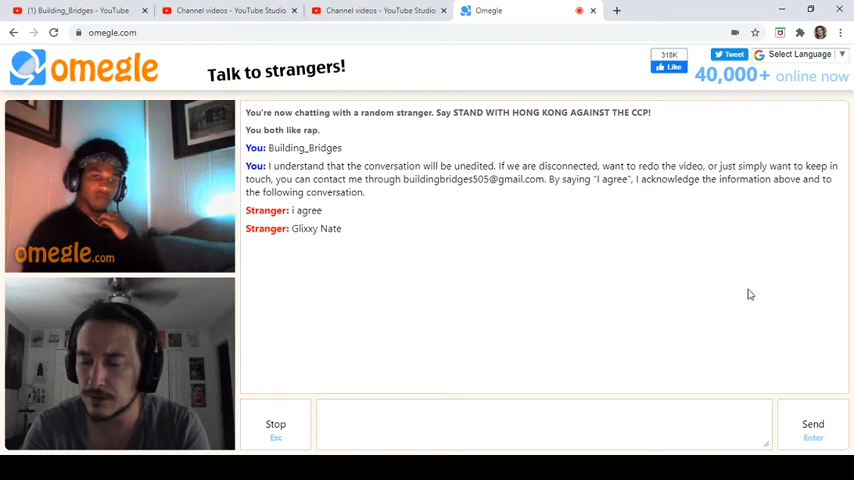 (1) Building_Bridges - YouTube
Channel videos - YouTube Studio
Channel videos - YouTube Studio
Omegle
omegle.com
omegle
Talk to strangers!
318K
Like
Tweet
Select Language
40,000+ online now
You're now chatting with a random stranger. Say STAND WITH HONG KONG AGAINST THE CCP!
You both like rap.
You: Building_Bridges
You: I understand that the conversation will be unedited. If we are disconnected, want to redo the video, or just simply want to keep in
touch, you can contact me through buildingbridges505@gmail.com. By saying "I agree", I acknowledge the information above and to
the following conversation.
Stranger: i agree
Stranger: Glixxy Nate
omegle.com
Stop
Esc
Send
Enter